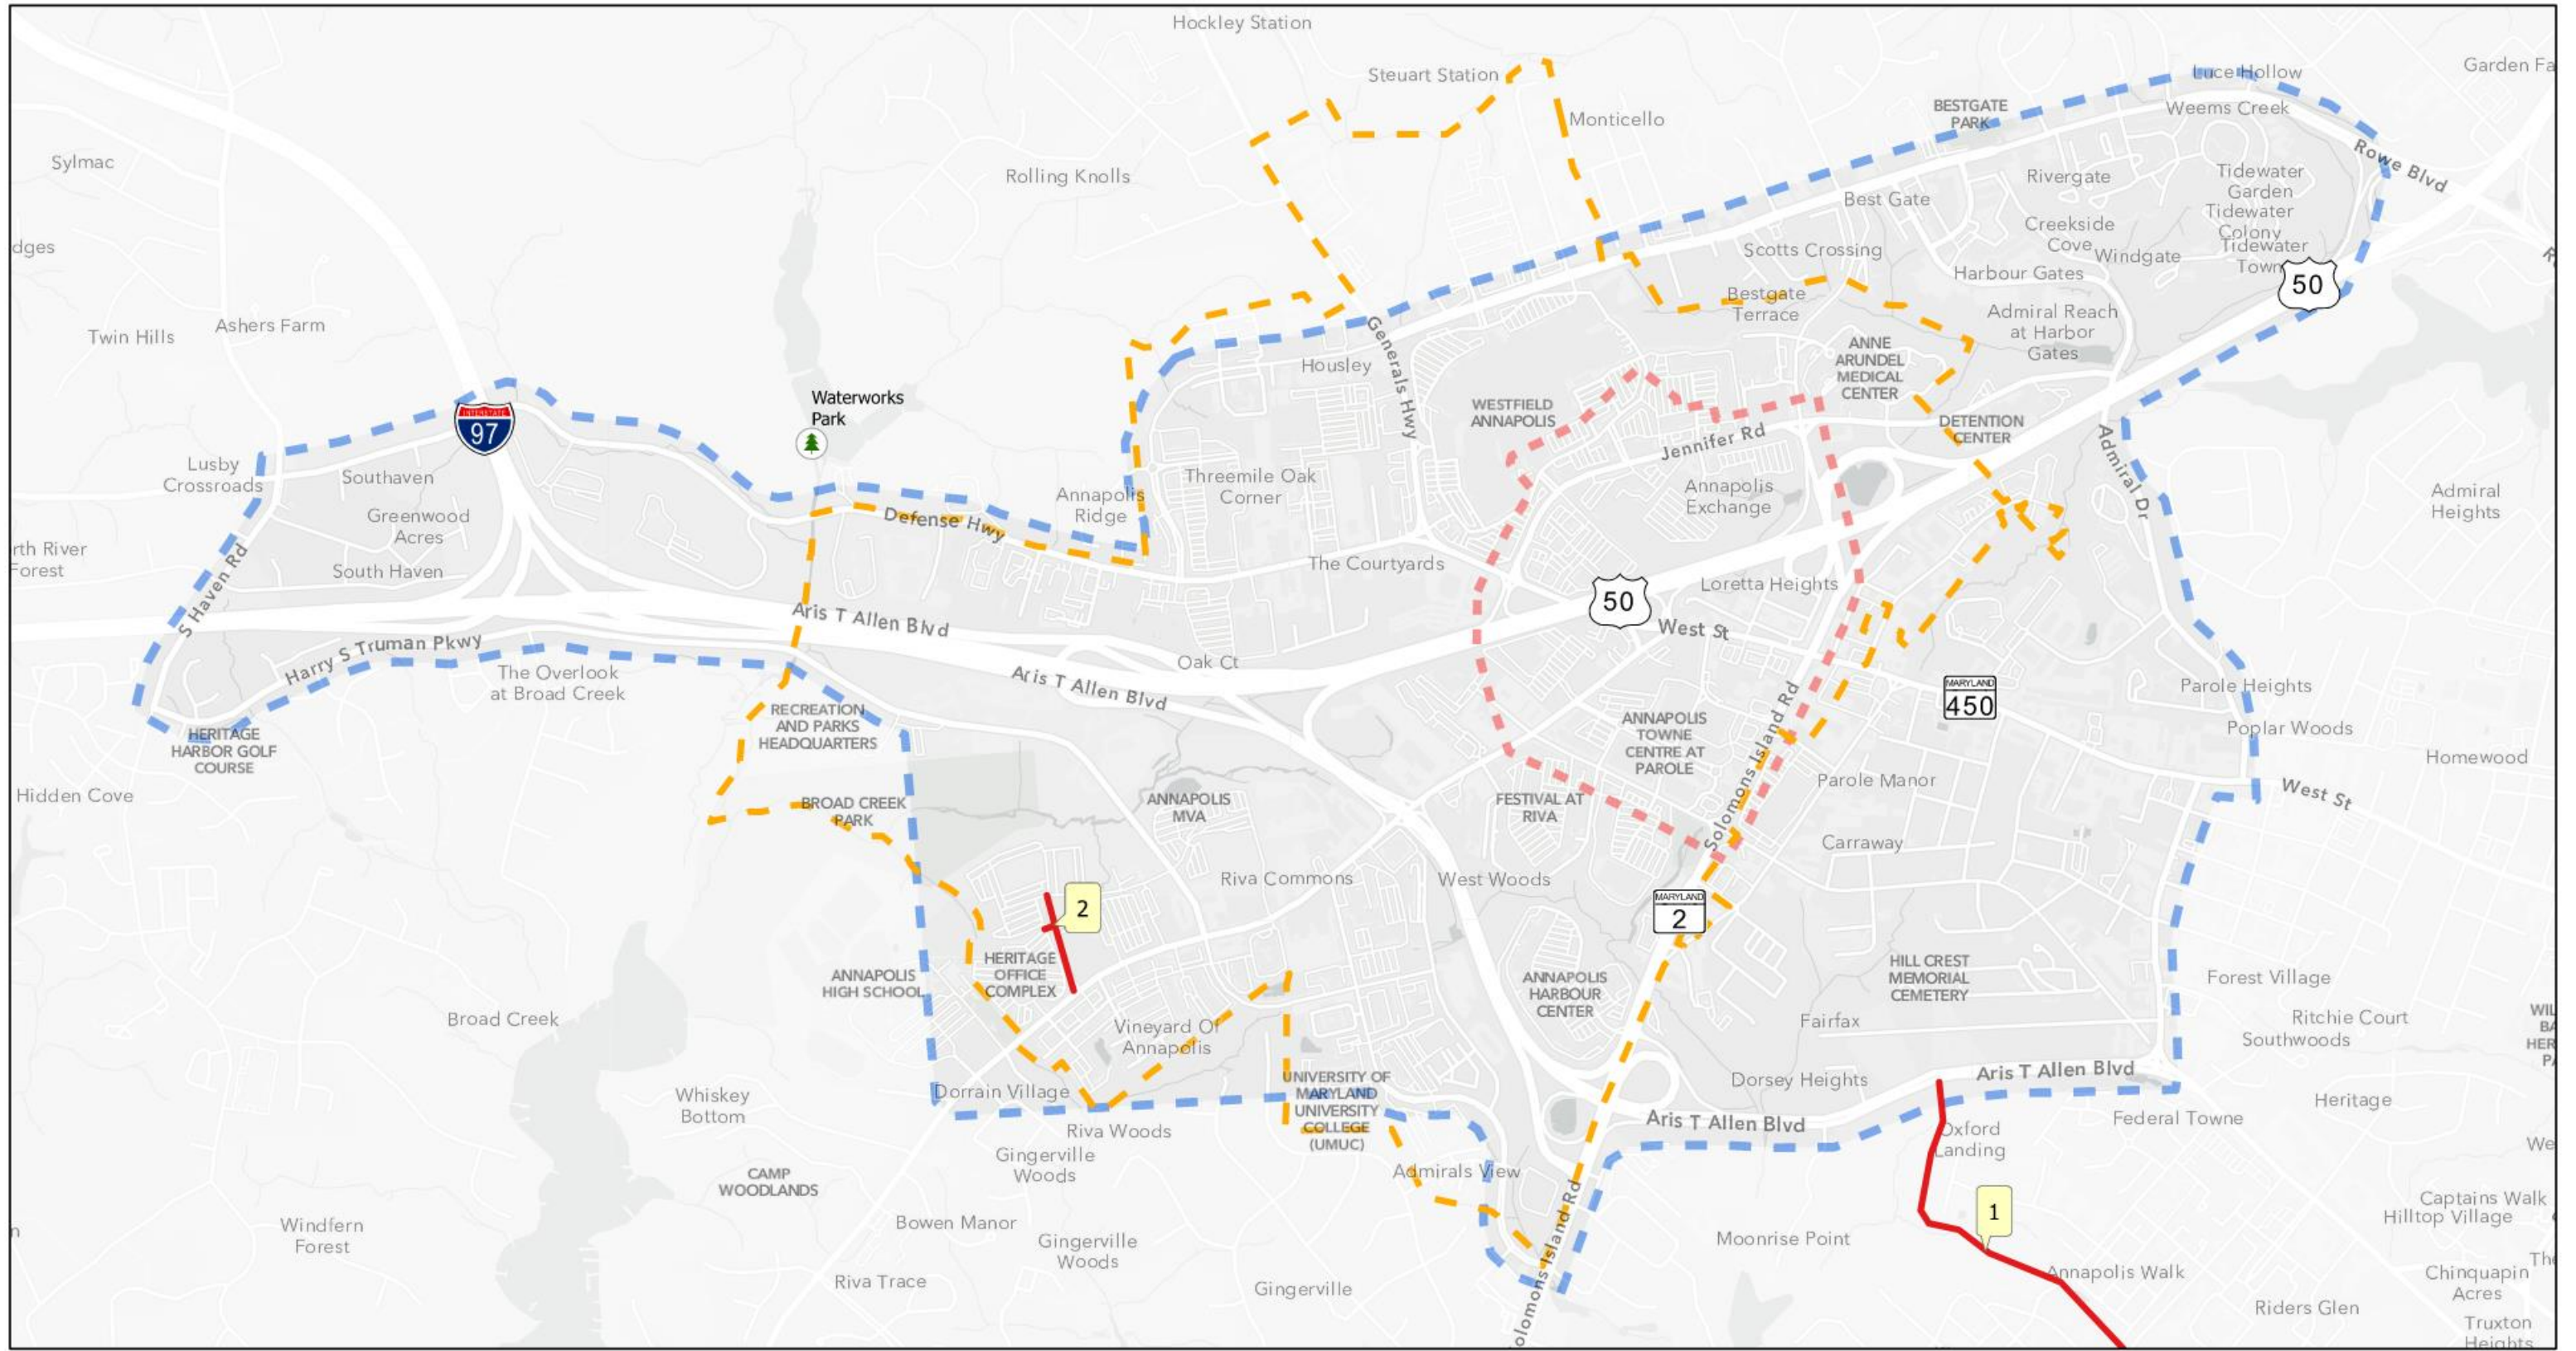 Hockley Station
Steuart Station
Garden Fa
Luce Hollow
BESTGATE
PARK
Weems Creek
Monticello
Rowe Blvd
Sylmac
Rolling Knolls
Rivergate
Tidewater
Garden
Best Gate
Tidewater
Colony
Creekside
Cove
Tidewater
Town
Windgate
dges
Scotts Crossing
Harbour Gates
50
Bestgate
Terrace
Admiral Reach
at Harbor
Gates
Twin Hills
Ashers Farm
Generals Hwy
Housley
ANNE
ARUNDEL
MEDICAL
CENTER
Waterworks
Park
WESTFIELD
ANNAPOLIS
INTERSTATE
97
Jennifer Rd
DETENTION
CENTER
Admiral Dr
Lusby
Crossroads
Southaven
Annapolis
Ridge
Threemile Oak
Corner
Annapolis
Exchange
Admiral
Heights
Greenwood
Acres
Defense Hwy
rth River
Forest
South Haven
S Haven Rd
The Courtyards
Loretta Heights
50
Aris T Allen Blvd
West St
Harry S Truman Pkwy
Oak Ct
The Overlook
at Broad Creek
Aris T Allen Blvd
MARYLAND
450
Parole Heights
RECREATION
AND PARKS
HEADQUARTERS
ANNAPOLIS
TOWNE
CENTRE AT
PAROLE
Solomons Island Rd
Poplar Woods
HERITAGE
HARBOR GOLF
COURSE
Homewood
Hidden Cove
Parole Manor
West St
BROAD CREEK
PARK
ANNAPOLIS
MVA
FESTIVAL AT
RIVA
Carraway
Riva Commons
West Woods
2
MARYLAND
2
HERITAGE
OFFICE
COMPLEX
ANNAPOLIS
HIGH SCHOOL
ANNAPOLIS
HARBOUR
CENTER
HILL CREST
MEMORIAL
CEMETERY
Forest Village
Broad Creek
Vineyard Of
Annapolis
Fairfax
Ritchie Court
Southwoods
WIL
BA
HER
PA
UNIVERSITY OF
MARYLAND
UNIVERSITY
COLLEGE
(UMUC)
Dorsey Heights
Aris T Allen Blvd
Whiskey
Bottom
Dorrain Village
Heritage
Aris T Allen Blvd
Federal Towne
Riva Woods
Oxford
Landing
We
Gingerville
Woods
Admirals View
CAMP
WOODLANDS
Captains Walk
Hilltop Village
1
Windfern
Forest
Bowen Manor
Gingerville
Woods
Solomons Island Rd
Moonrise Point
The
Riva Trace
Gingerville
Annapolis Walk
Chinquapin
Acres
Riders Glen
Truxton
Heights